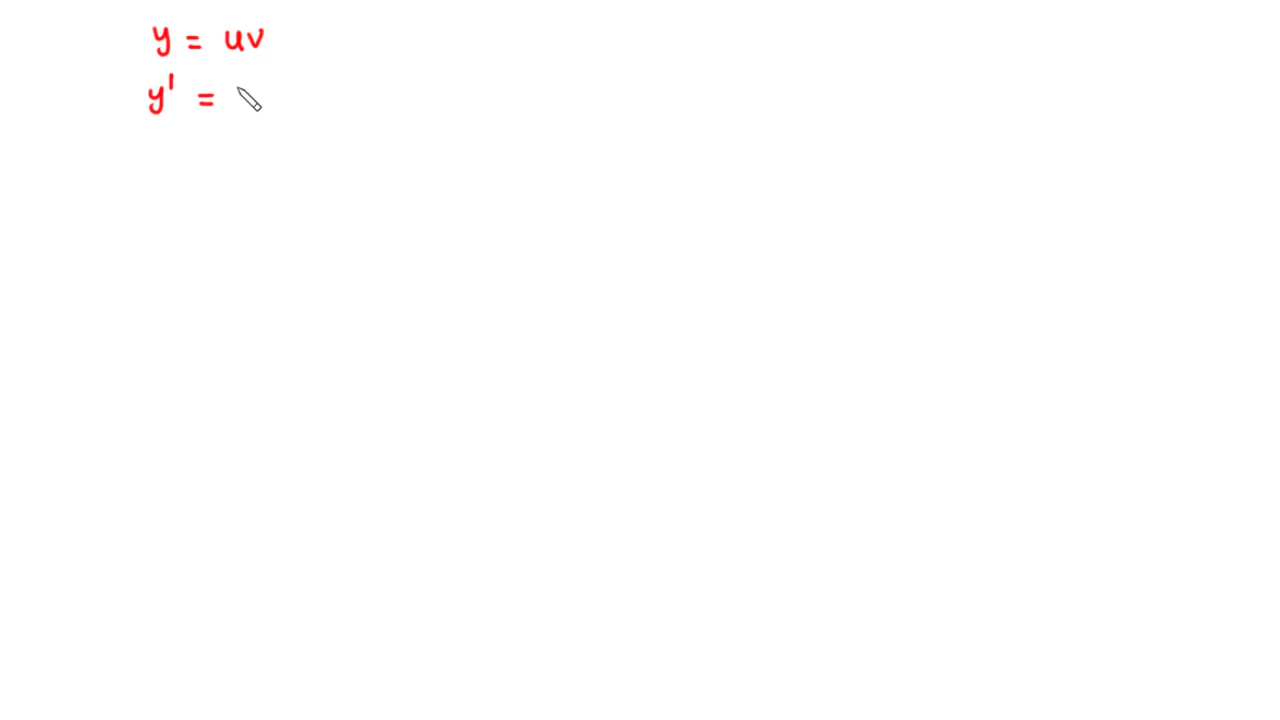 y = uv
y' =